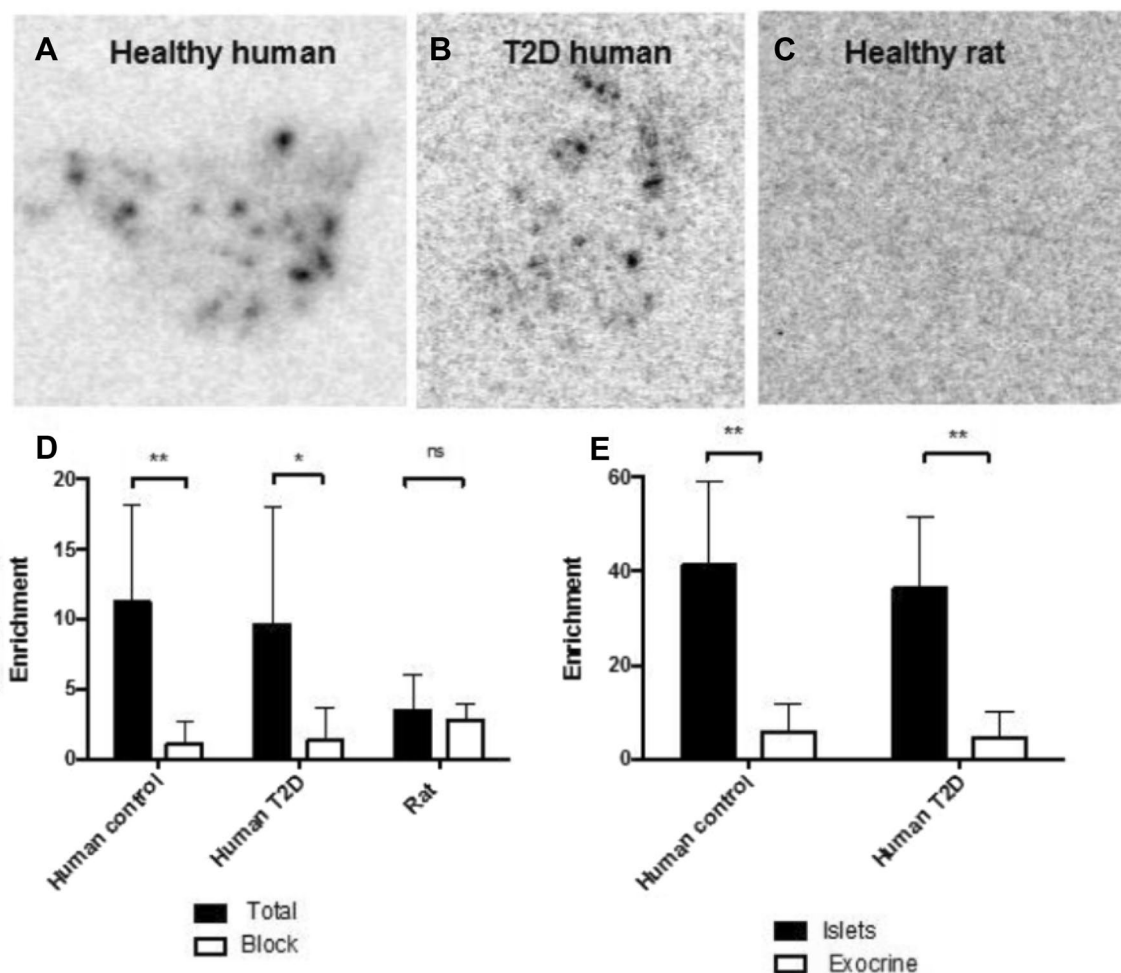 A Healthy human
B T2D human
C Healthy rat
D
** * ns
20
15
10
5
0
Enrichment
Human control
Human T2D
Rat
Total
Block
E
** **
60
40
20
0
Enrichment
Human control
Human T2D
Islets
Exocrine